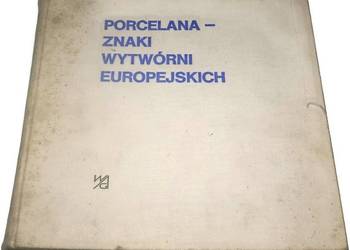 PORCELANA –
ZNAKI
WYTWÓRNI
EUROPEJSKICH